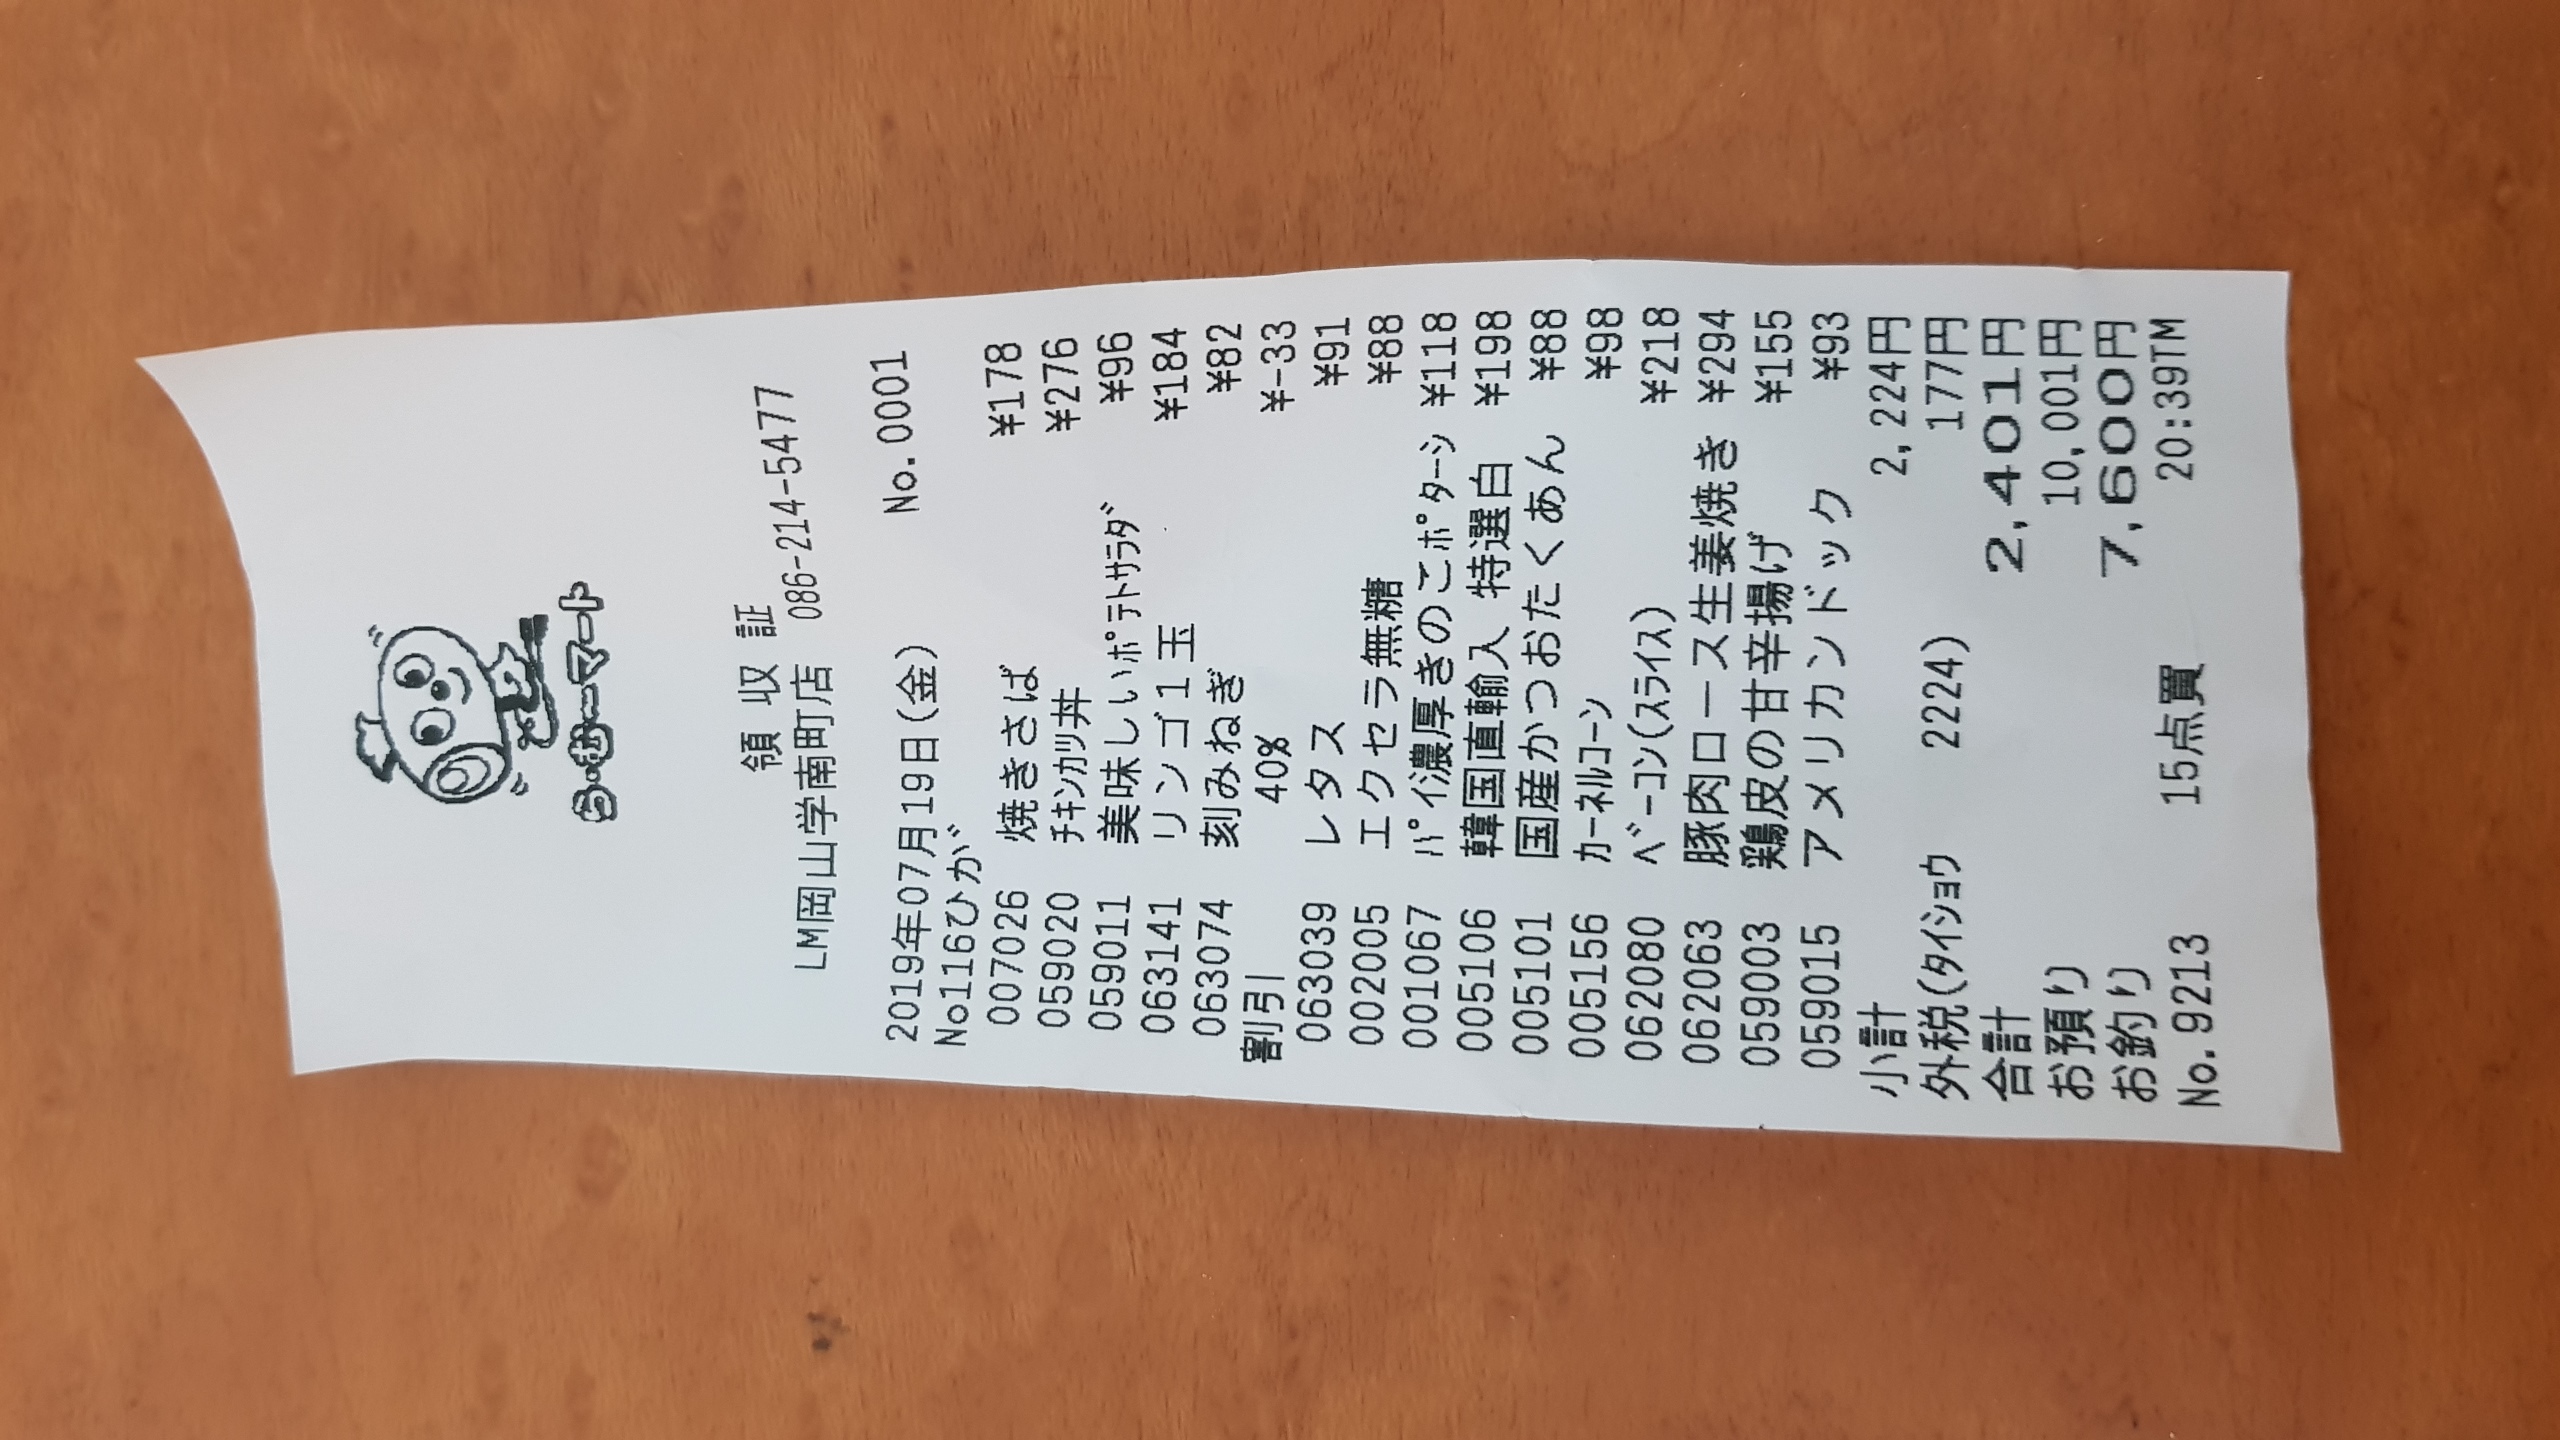 ら・む〜マート
領収証
LM岡山学南町店 086-214-5477
2019年07月19日(金) No.0001
No116ひがﾞ
007026 焼きさば ¥178
059020 ﾁｷﾝｶﾂ丼 ¥276
059011 美味しいﾎﾟﾃﾄｻﾗﾀﾞ ¥96
063141 リンゴ1玉 ¥184
063074 刻みねぎ ¥82
割引 40% ¥-33
063039 レタス ¥91
002005 エクセラ無糖 ¥88
001067 ﾊﾟｲ濃厚きのこﾎﾟﾀｰｼ ¥118
005106 韓国直輸入 特選白 ¥198
005101 国産かつおたくあん ¥88
005156 ｶｰﾈﾙｺｰﾝ ¥98
062080 ﾍﾞｰｺﾝ(ｽﾗｲｽ) ¥218
062063 豚肉ロース生姜焼き ¥294
059003 鶏皮の甘辛揚げ ¥155
059015 アメリカンドック ¥93
小計 2,224円
外税(ﾀｲｼｮｳ 2224) 177円
合計 2,401円
お預り 10,001円
お釣り 7,600円
No.9213 15点買 20:39TM